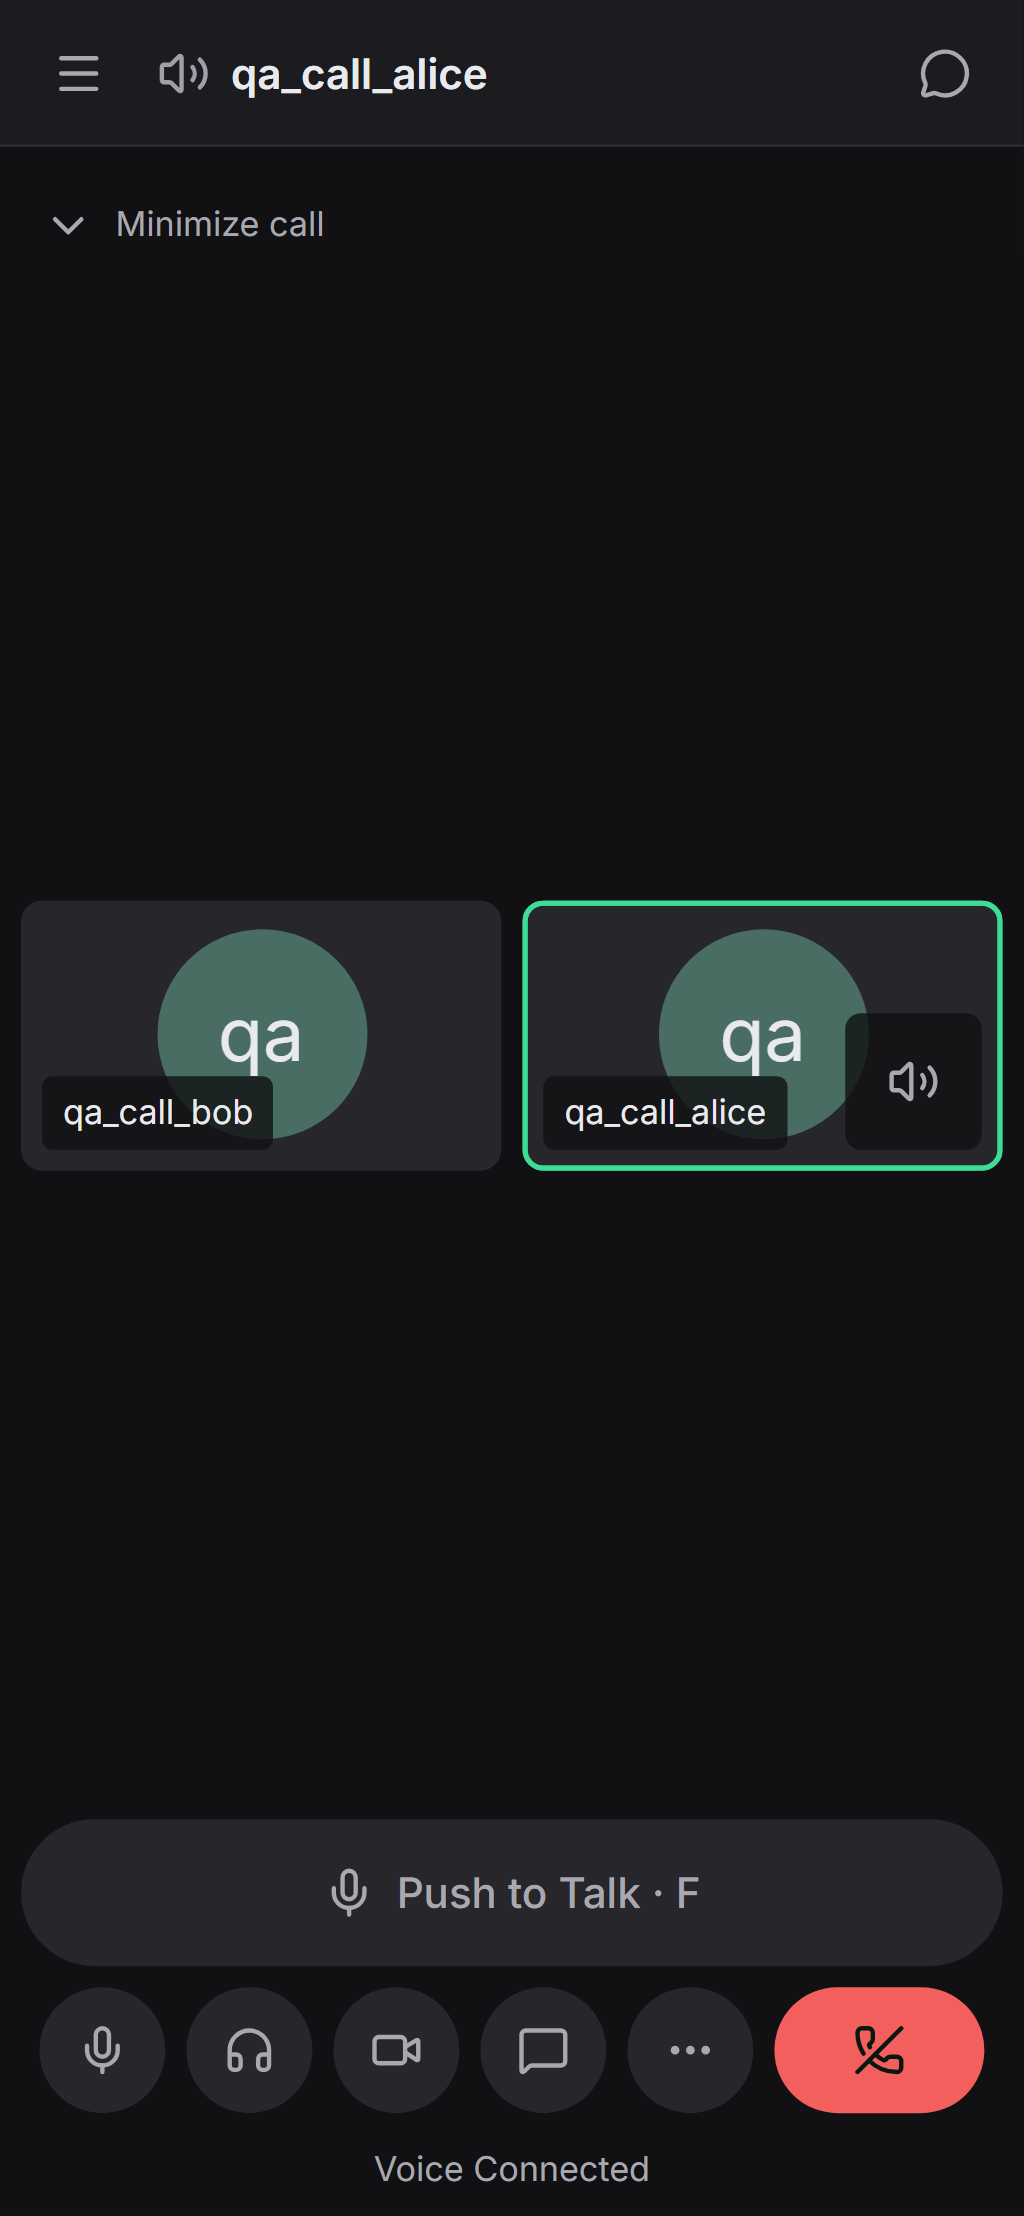 qa_call_alice
Minimize call
qa
qa_call_bob
qa
qa_call_alice
Push to Talk · F
Voice Connected